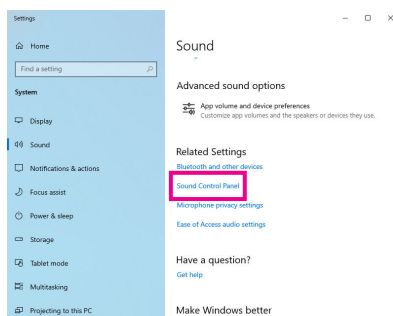 Settings
Home
Find a setting
System
Display
Sound
Notifications & actions
Focus assist
Power & sleep
Storage
Tablet mode
Multitasking
Projecting to this PC
Sound
Advanced sound options
App volume and device preferences
Customize app volumes and the speakers or devices they use.
Related Settings
Bluetooth and other devices
Sound Control Panel
Microphone privacy settings
Ease of Access audio settings
Have a question?
Get help
Make Windows better